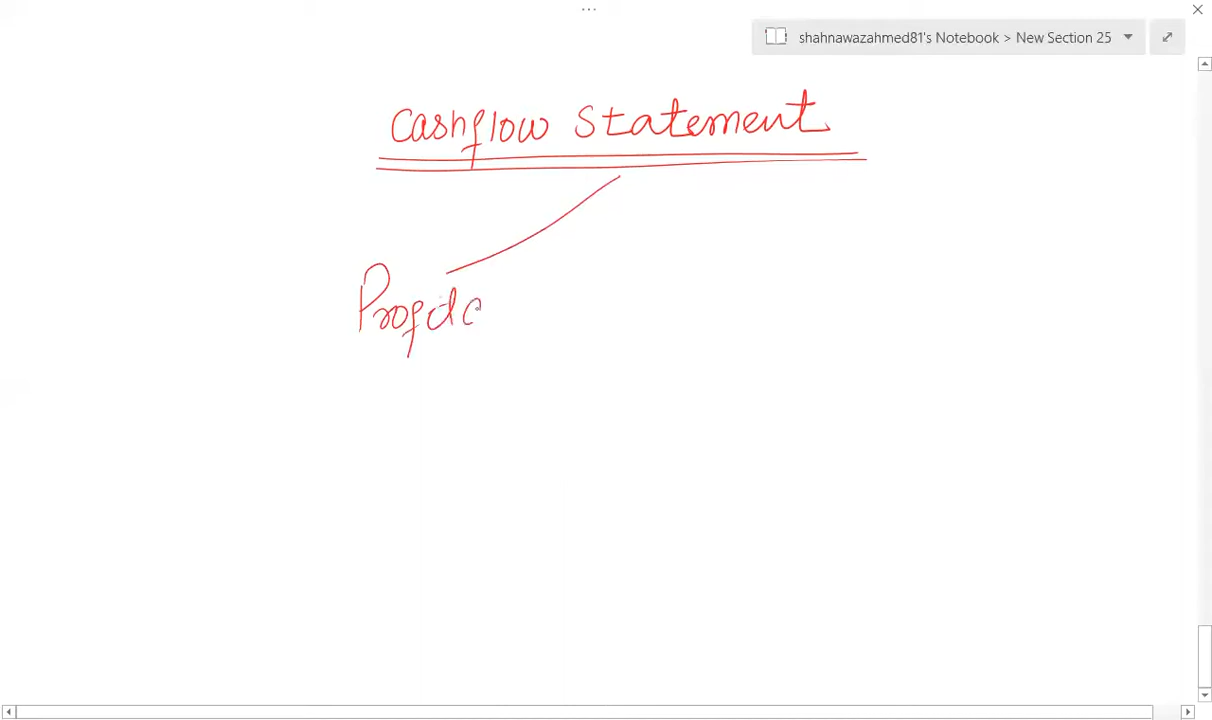 shahnawazahmed81's Notebook > New Section 25
Cashflow Statement